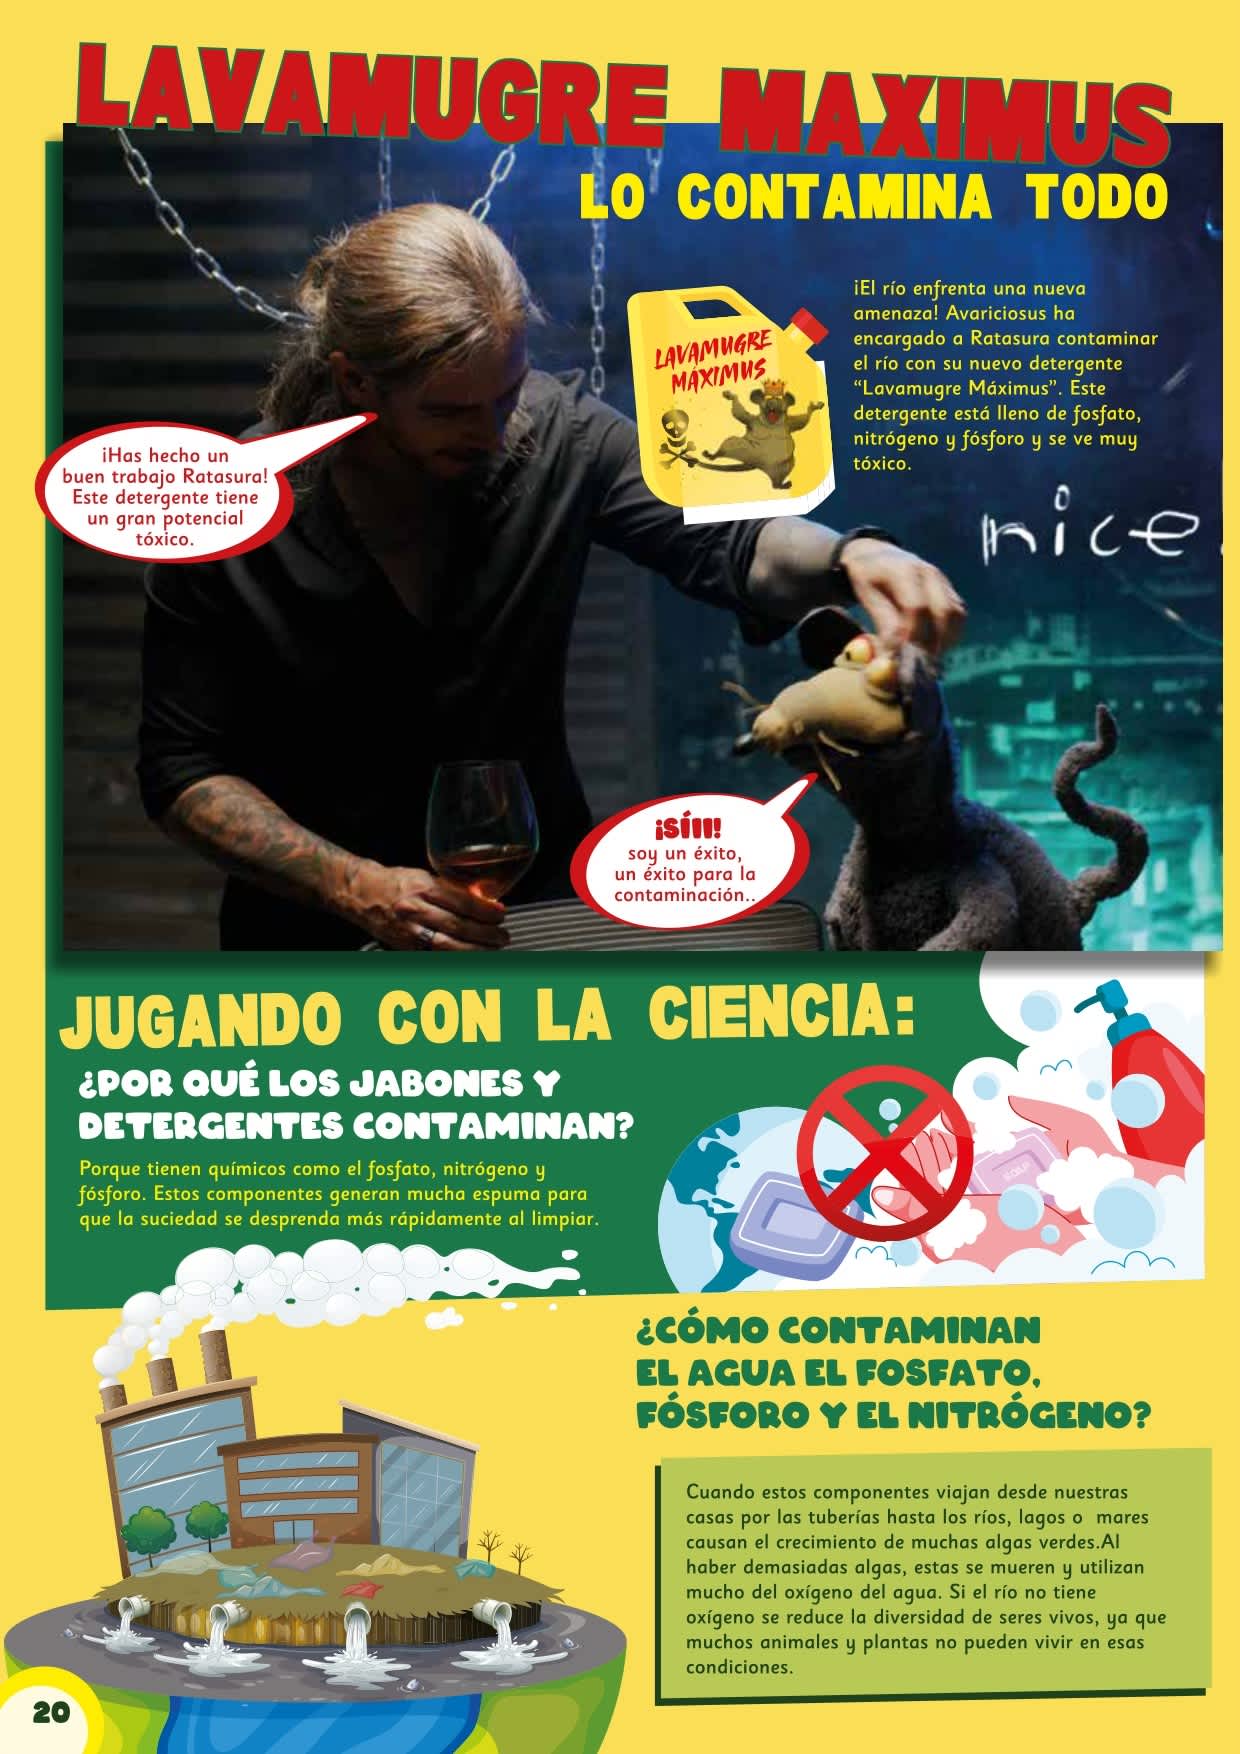 LAVAMUGRE MAXIMUS
LO CONTAMINA TODO
¡El río enfrenta una nueva
amenaza! Avariciosus ha
encargado a Ratasura contaminar
el río con su nuevo detergente
“Lavamugre Máximus”. Este
detergente está lleno de fosfato,
nitrógeno y fósforo y se ve muy
tóxico.
LAVAMUGRE
MÁXIMUS
¡Has hecho un
buen trabajo Ratasura!
Este detergente tiene
un gran potencial
tóxico.
nice
¡SÍII!
soy un éxito,
un éxito para la
contaminación..
JUGANDO CON LA CIENCIA:
¿POR QUÉ LOS JABONES Y
DETERGENTES CONTAMINAN?
Porque tienen químicos como el fosfato, nitrógeno y
fósforo. Estos componentes generan mucha espuma para
que la suciedad se desprenda más rápidamente al limpiar.
SOAP
¿CÓMO CONTAMINAN
EL AGUA EL FOSFATO,
FÓSFORO Y EL NITRÓGENO?
Cuando estos componentes viajan desde nuestras
casas por las tuberías hasta los ríos, lagos o mares
causan el crecimiento de muchas algas verdes.Al
haber demasiadas algas, estas se mueren y utilizan
mucho del oxígeno del agua. Si el río no tiene
oxígeno se reduce la diversidad de seres vivos, ya que
muchos animales y plantas no pueden vivir en esas
condiciones.
20